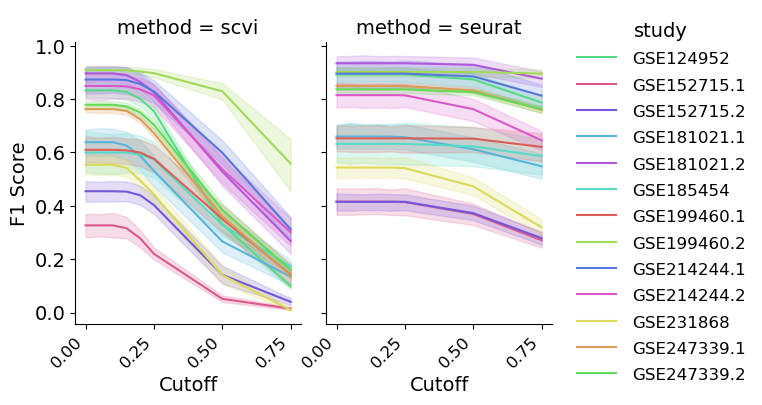 method = scvi
method = seurat
study
GSE124952
GSE152715.1
GSE152715.2
GSE181021.1
GSE181021.2
GSE185454
GSE199460.1
GSE199460.2
GSE214244.1
GSE214244.2
GSE231868
GSE247339.1
GSE247339.2
F1 Score
1.0
0.8
0.6
0.4
0.2
0.0
0.00
0.25
0.50
0.75
0.00
0.25
0.50
0.75
Cutoff
Cutoff